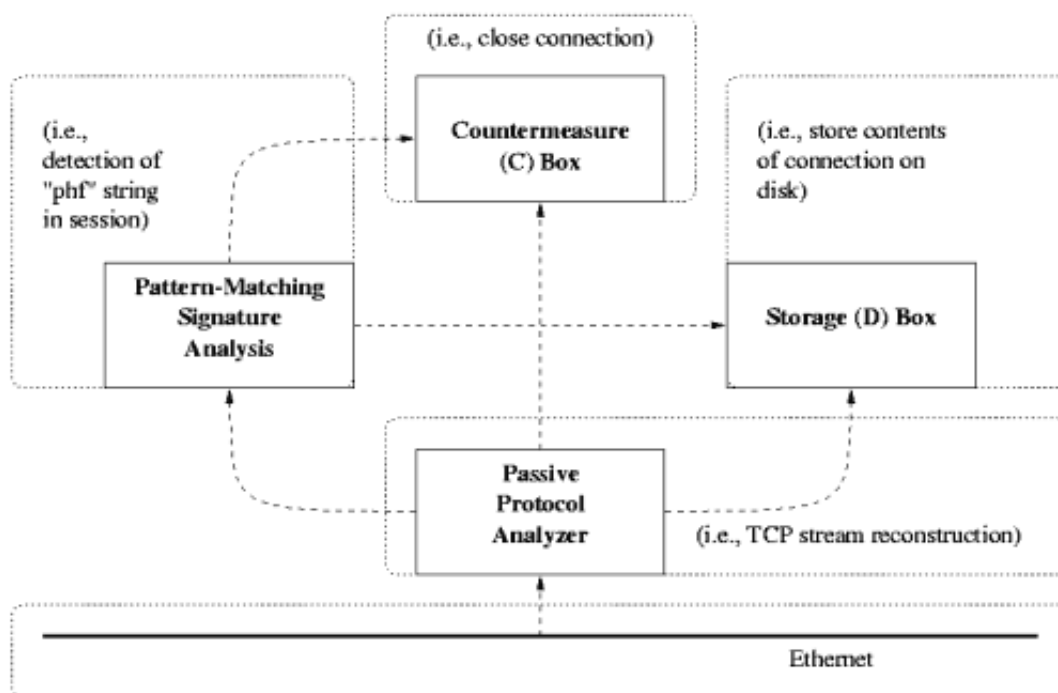 (i.e., close connection)
Countermeasure
(C) Box
(i.e.,
detection of
"phf" string
in session)
(i.e., store contents
of connection on
disk)
Pattern-Matching
Signature
Analysis
Storage (D) Box
Passive
Protocol
Analyzer
(i.e., TCP stream reconstruction)
Ethernet